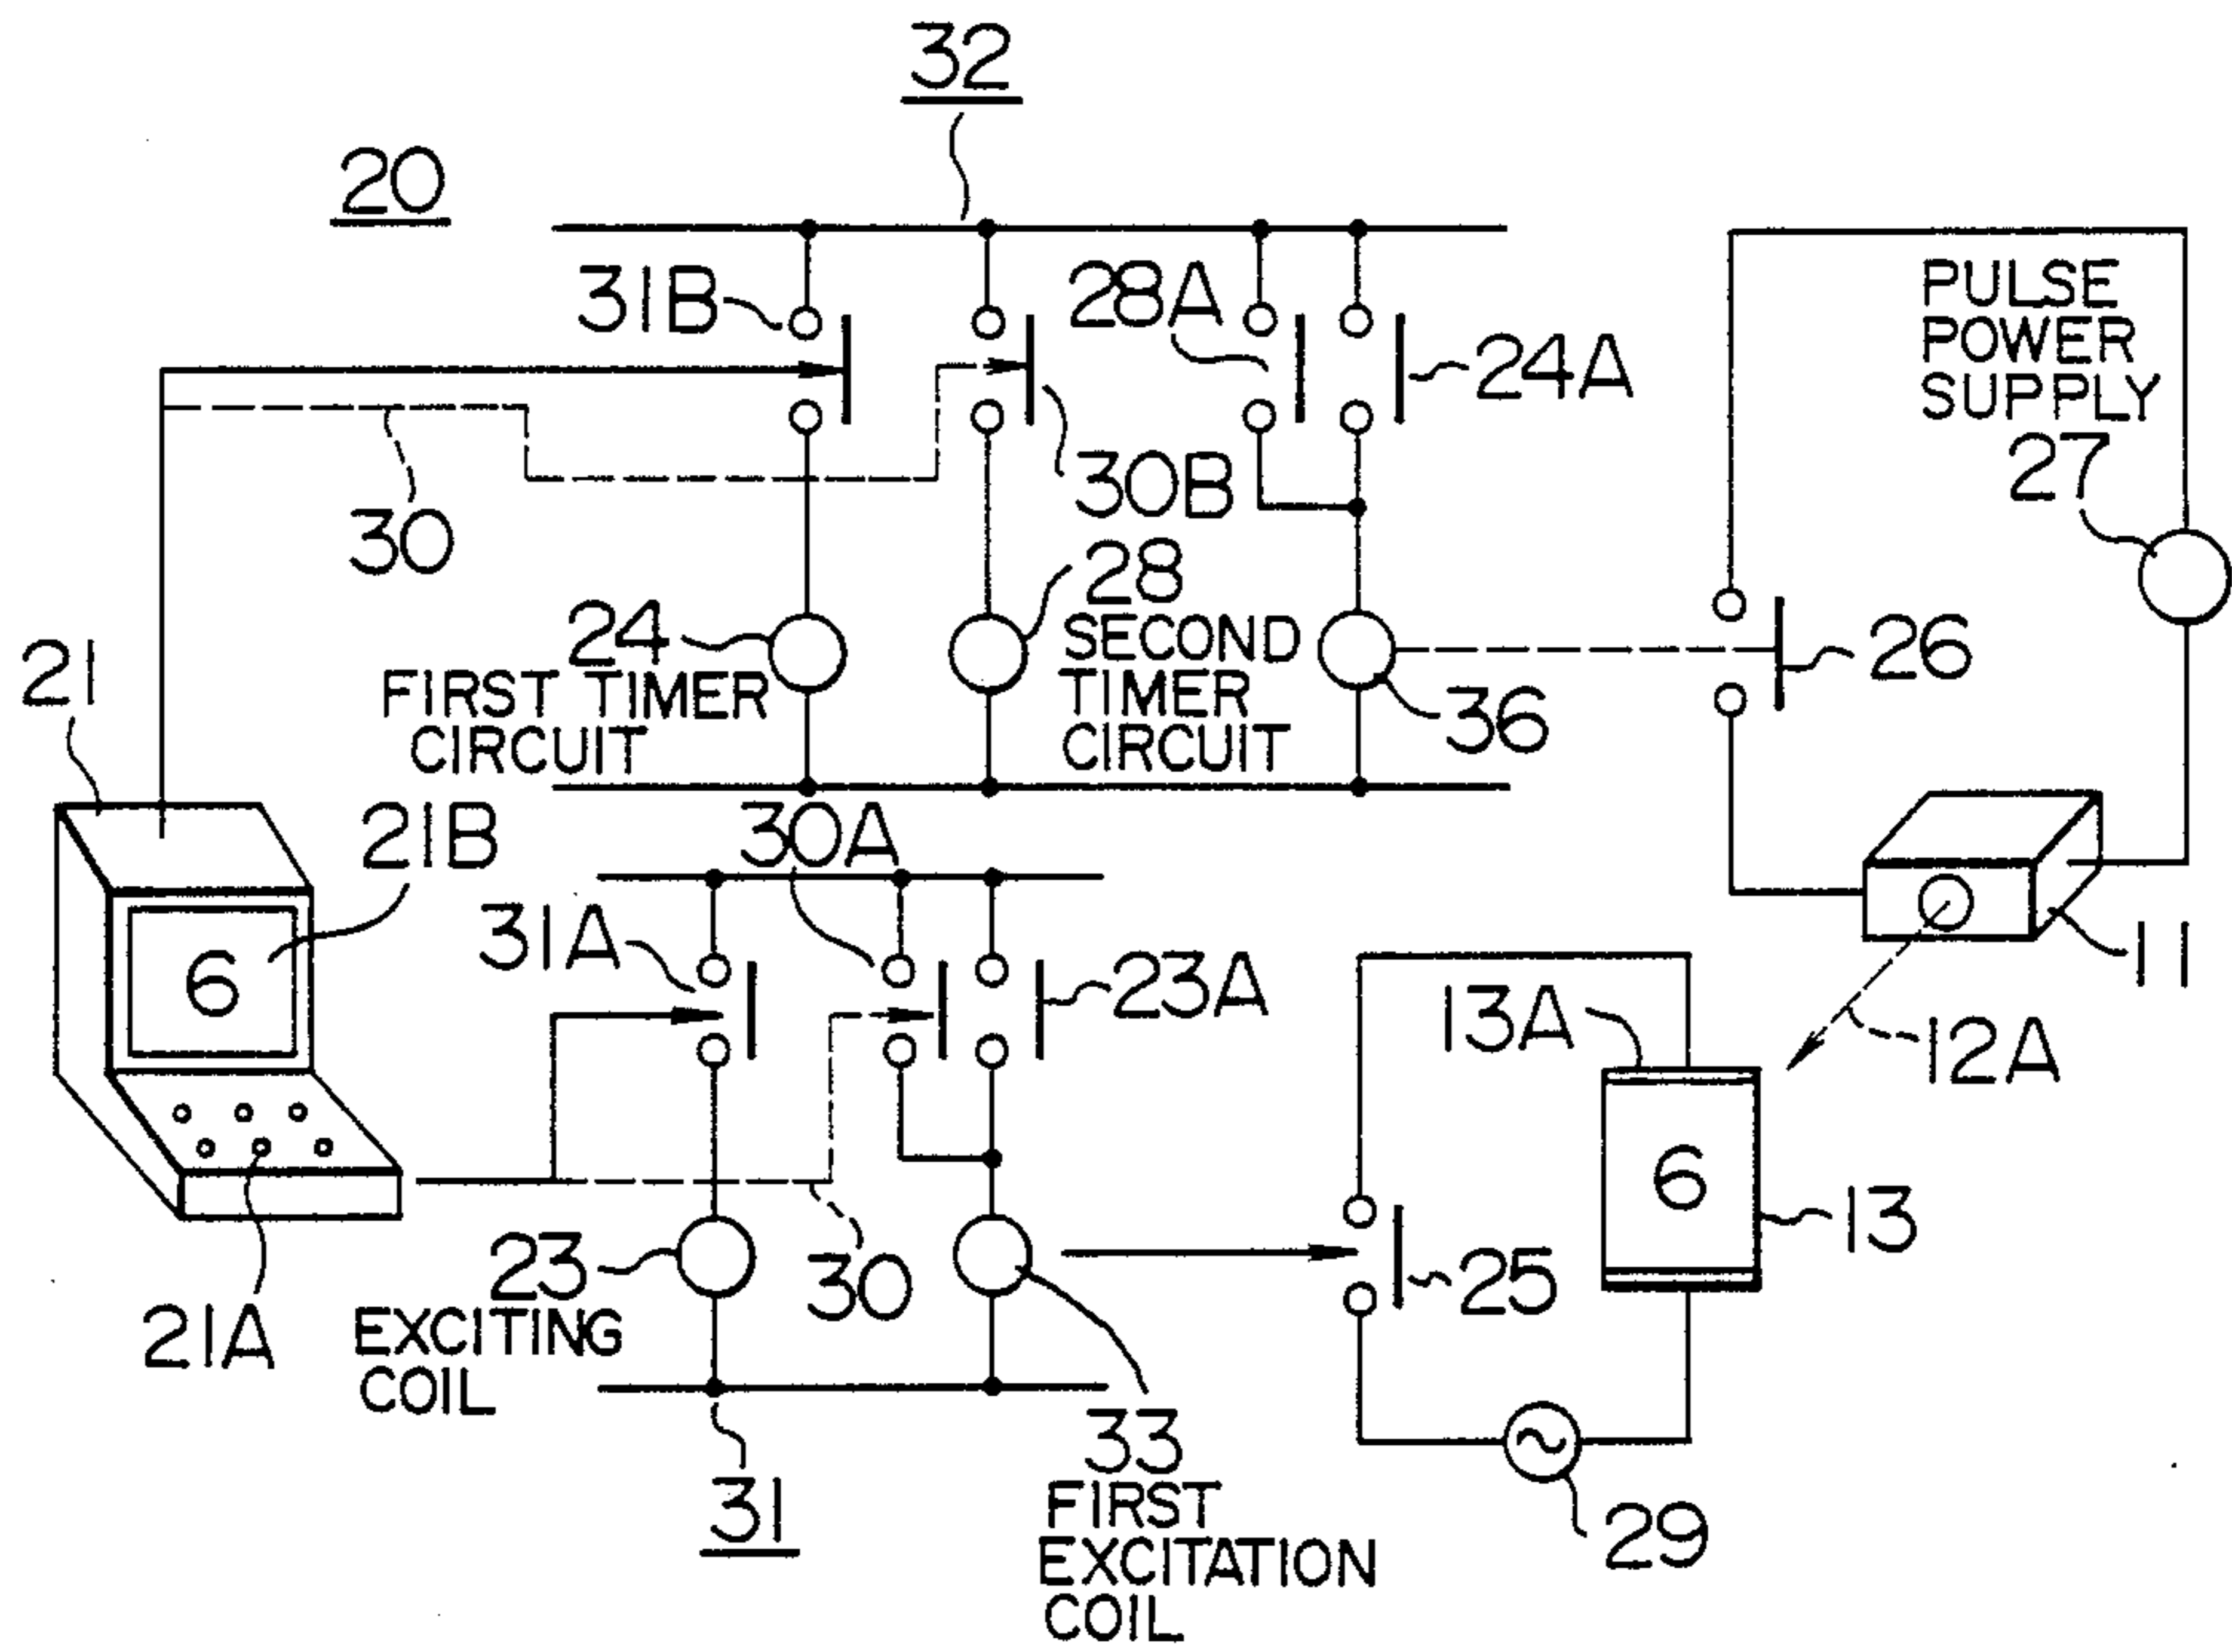 32
20
31B
28A
24A
PULSE
POWER
SUPPLY
27
30
30B
24
FIRST TIMER
CIRCUIT
28
SECOND
TIMER
CIRCUIT
36
26
21
21B
30A
31A
23A
6
13A
11
12A
6
13
23
EXCITING
COIL
30
25
21A
33
FIRST
EXCITATION
COIL
31
29